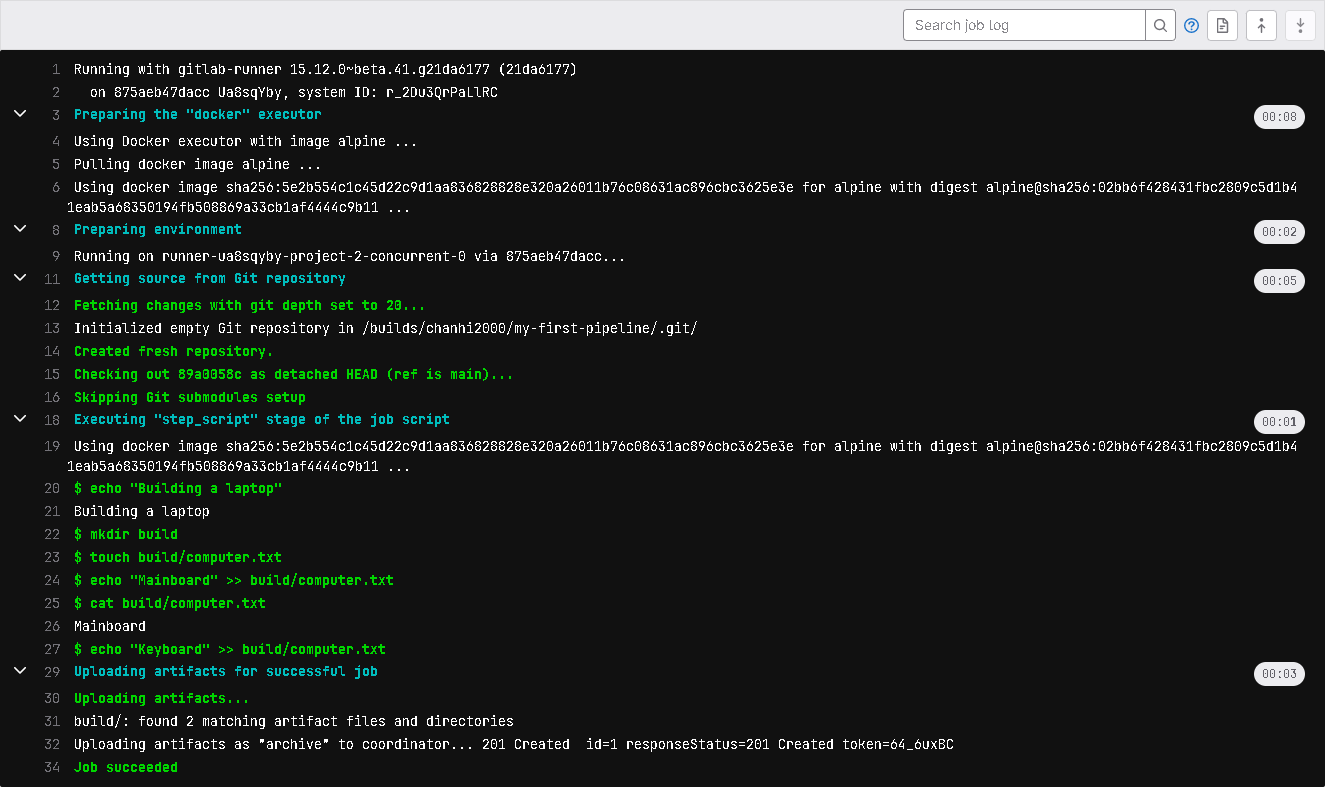 Search job log
1 Running with gitlab-runner 15.12.0~beta.41.g21da6177 (21da6177)
2 on 875aeb47dacc Ua8sqYby, system ID: r_2Du3QrPaLlRC
3 Preparing the "docker" executor 00:08
4 Using Docker executor with image alpine ...
5 Pulling docker image alpine ...
6 Using docker image sha256:5e2b554c1c45d22c9d1aa836828828e320a26011b76c08631ac896cbc3625e3e for alpine with digest alpine@sha256:02bb6f428431fbc2809c5d1b4
1eab5a68350194fb508869a33cb1af4444c9b11 ...
8 Preparing environment 00:02
9 Running on runner-ua8sqyby-project-2-concurrent-0 via 875aeb47dacc...
11 Getting source from Git repository 00:05
12 Fetching changes with git depth set to 20...
13 Initialized empty Git repository in /builds/chanhi2000/my-first-pipeline/.git/
14 Created fresh repository.
15 Checking out 89a0058c as detached HEAD (ref is main)...
16 Skipping Git submodules setup
18 Executing "step_script" stage of the job script 00:01
19 Using docker image sha256:5e2b554c1c45d22c9d1aa836828828e320a26011b76c08631ac896cbc3625e3e for alpine with digest alpine@sha256:02bb6f428431fbc2809c5d1b4
1eab5a68350194fb508869a33cb1af4444c9b11 ...
20 $ echo "Building a laptop"
21 Building a laptop
22 $ mkdir build
23 $ touch build/computer.txt
24 $ echo "Mainboard" >> build/computer.txt
25 $ cat build/computer.txt
26 Mainboard
27 $ echo "Keyboard" >> build/computer.txt
29 Uploading artifacts for successful job 00:03
30 Uploading artifacts...
31 build/: found 2 matching artifact files and directories
32 Uploading artifacts as "archive" to coordinator... 201 Created  id=1 responseStatus=201 Created token=64_6uxBC
34 Job succeeded